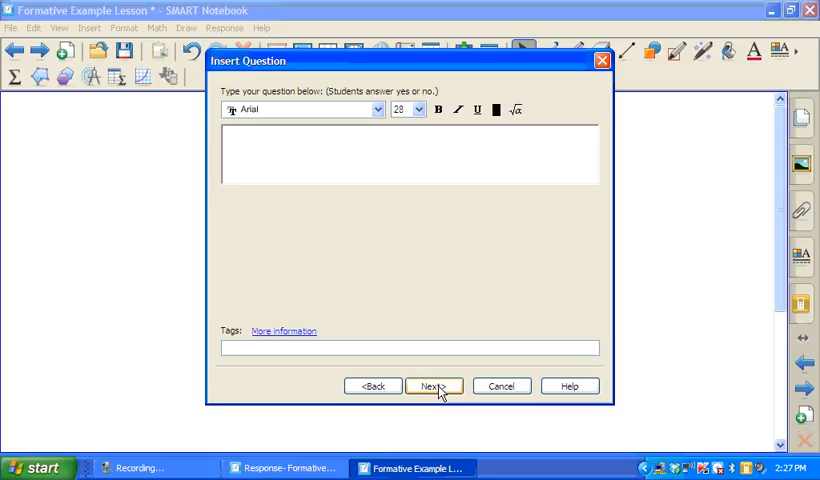 Formative Example Lesson * - SMART Notebook
File Edit View Insert Format Math Draw Response Help
Insert Question
Type your question below: (Students answer yes or no.)
Arial 28 B I U √α
Tags: More information
<Back Next> Cancel Help
start Recording... Response- Formative... Formative Example L... 2:27 PM